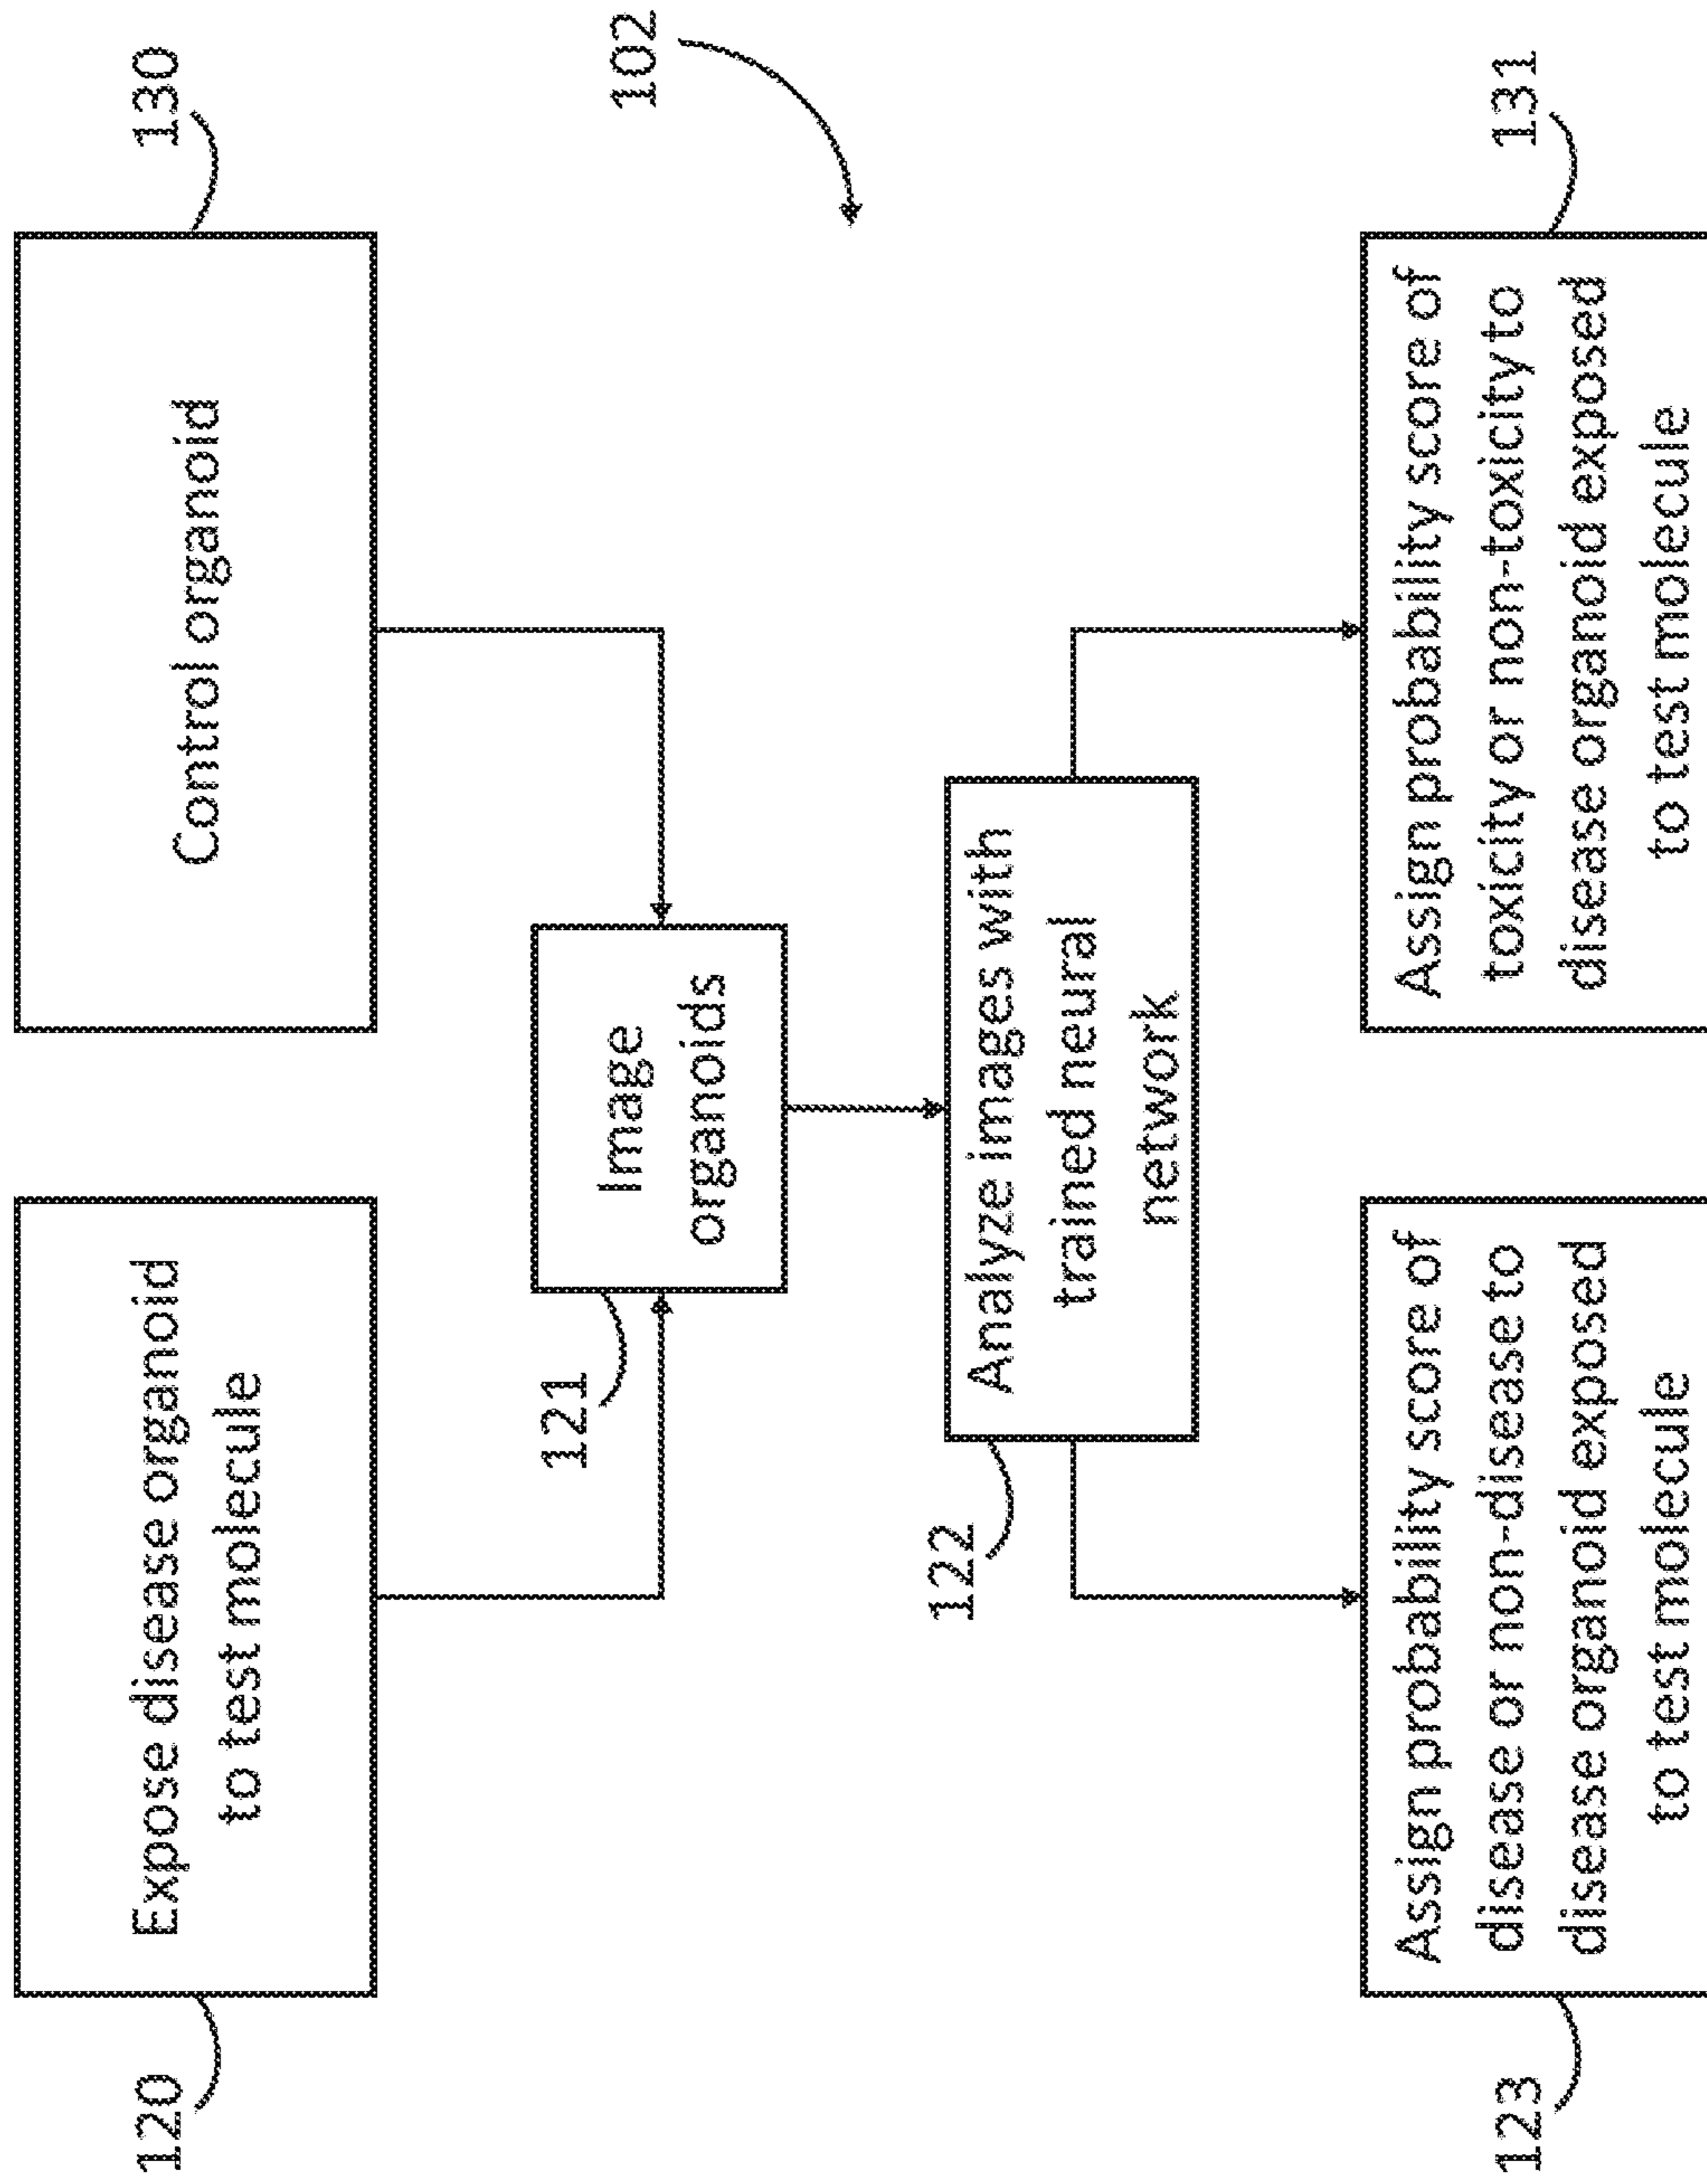 120
Expose disease organoid
to test molecule
Control organoid
130
121
Image
organoids
102
122
Analyze images with
trained neural
network
123
Assign probability score of
disease or non-disease to
disease organoid exposed
to test molecule
Assign probability score of
toxicity or non-toxicity to
disease organoid exposed
to test molecule
131